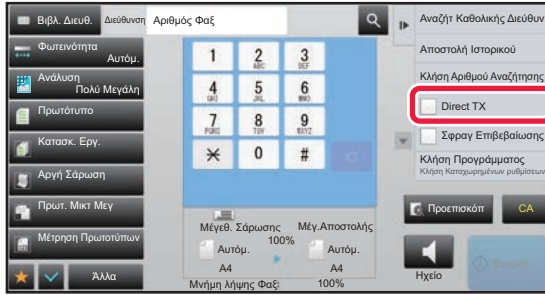 Βιβλ. Διευθ.
Διεύθυνση
Αριθμός Φαξ
Αναζήτ Καθολικής Διεύθυν
Φωτεινότητα
Αυτόμ.
Αποστολή Ιστορικού
Ανάλυση
Πολύ Μεγάλη
Κλήση Αριθμού Αναζήτησης
Πρωτότυπο
Direct TX
Κατασκ. Εργ.
Σφραγ Επιβεβαίωσης
Αργή Σάρωση
Κλήση Προγράμματος
Κλήση Καταχωρημένων ρυθμίσεων
Πρωτ. Μικτ Μεγ
Μέτρηση Πρωτοτύπων
Άλλα
1 2 3
ABC DEF
4 5 6
GHI JKL MNO
7 8 9
PQRS TUV WXYZ
0 #
C
Μέγεθ. Σάρωσης
Μέγ.Αποστολής
100%
Αυτόμ.
Αυτόμ.
A4
A4
Μνήμη λήψης Φαξ:
100%
Προεπισκόπ
CA
Ηχείο
Έναρξη